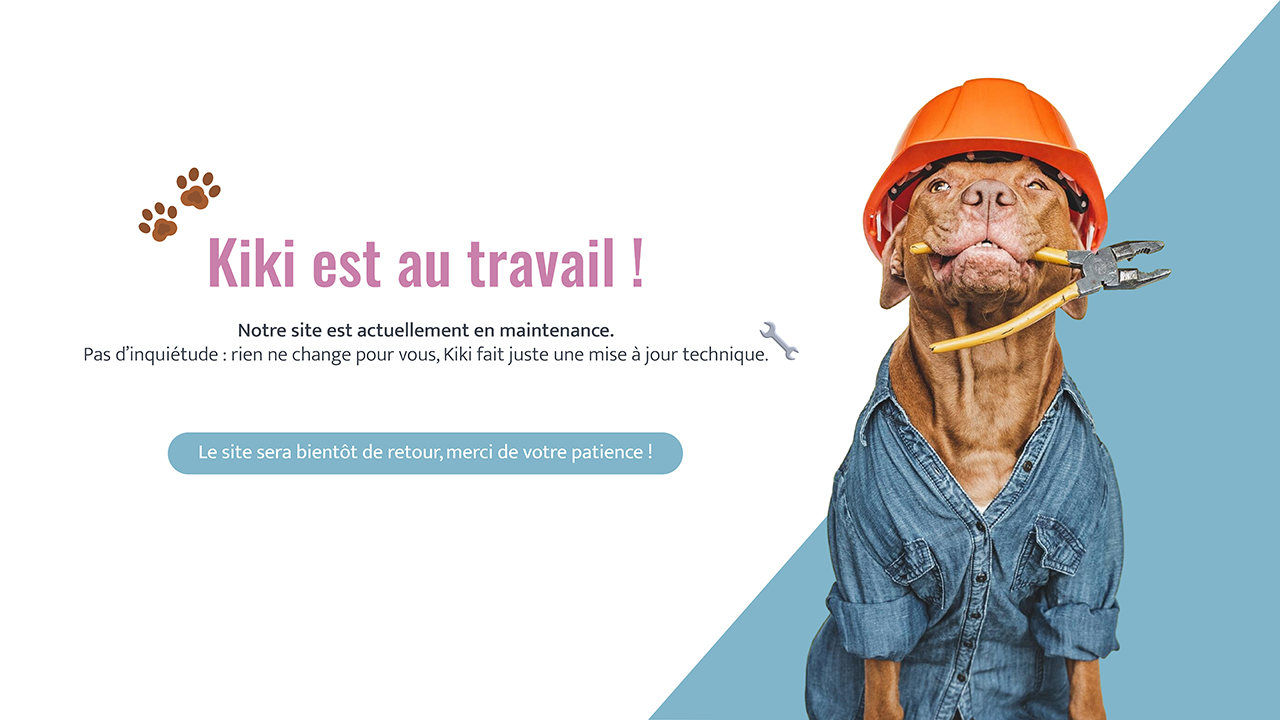 Kiki est au travail !
Notre site est actuellement en maintenance.
Pas d’inquiétude : rien ne change pour vous, Kiki fait juste une mise à jour technique.
Le site sera bientôt de retour, merci de votre patience !